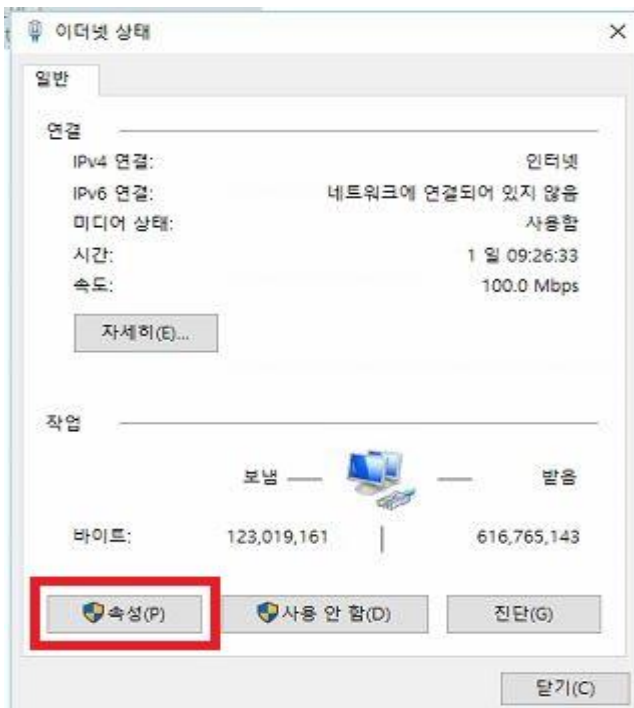 이더넷 상태
일반
연결
IPv4 연결: 인터넷
IPv6 연결: 네트워크에 연결되어 있지 않음
미디어 상태: 사용함
시간: 1 일 09:26:33
속도: 100.0 Mbps
자세히(E)...
작업
보냄 받음
바이트: 123,019,161 616,765,143
속성(P) 사용 안 함(D) 진단(G)
닫기(C)